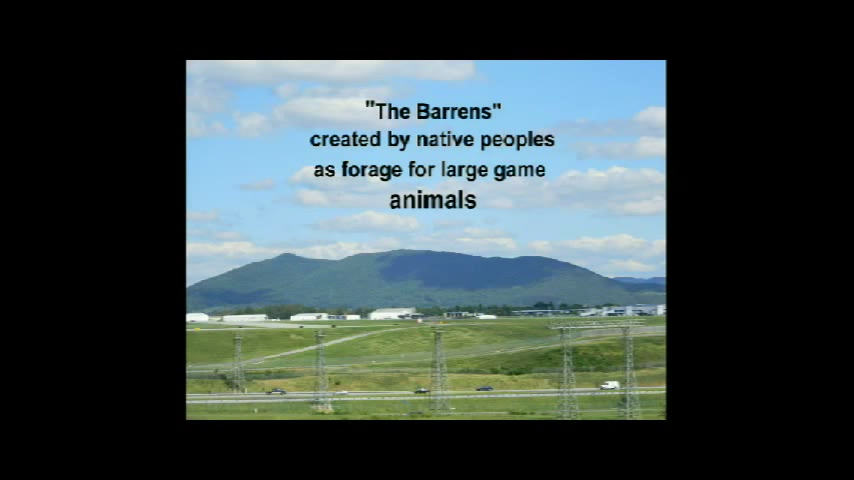 "The Barrens"
created by native peoples
as forage for large game
animals